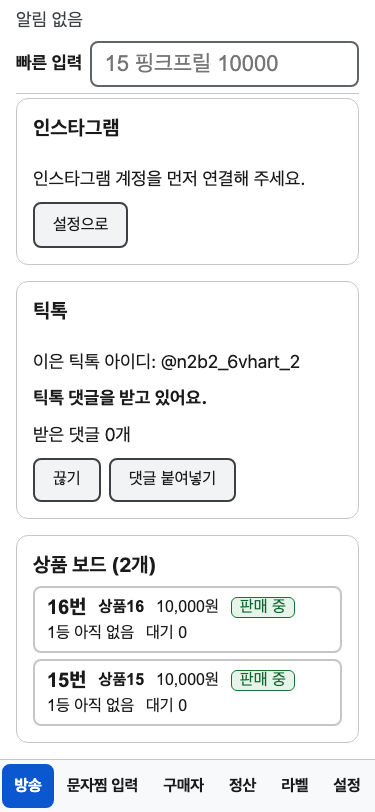 알림 없음
빠른 입력 15 핑크프릴 10000
인스타그램
인스타그램 계정을 먼저 연결해 주세요.
설정으로
틱톡
이은 틱톡 아이디: @n2b2_6vhart_2
틱톡 댓글을 받고 있어요.
받은 댓글 0개
끊기 댓글 붙여넣기
상품 보드 (2개)
16번 상품16 10,000원 판매 중
1등 아직 없음 대기 0
15번 상품15 10,000원 판매 중
1등 아직 없음 대기 0
방송 문자찜 입력 구매자 정산 라벨 설정